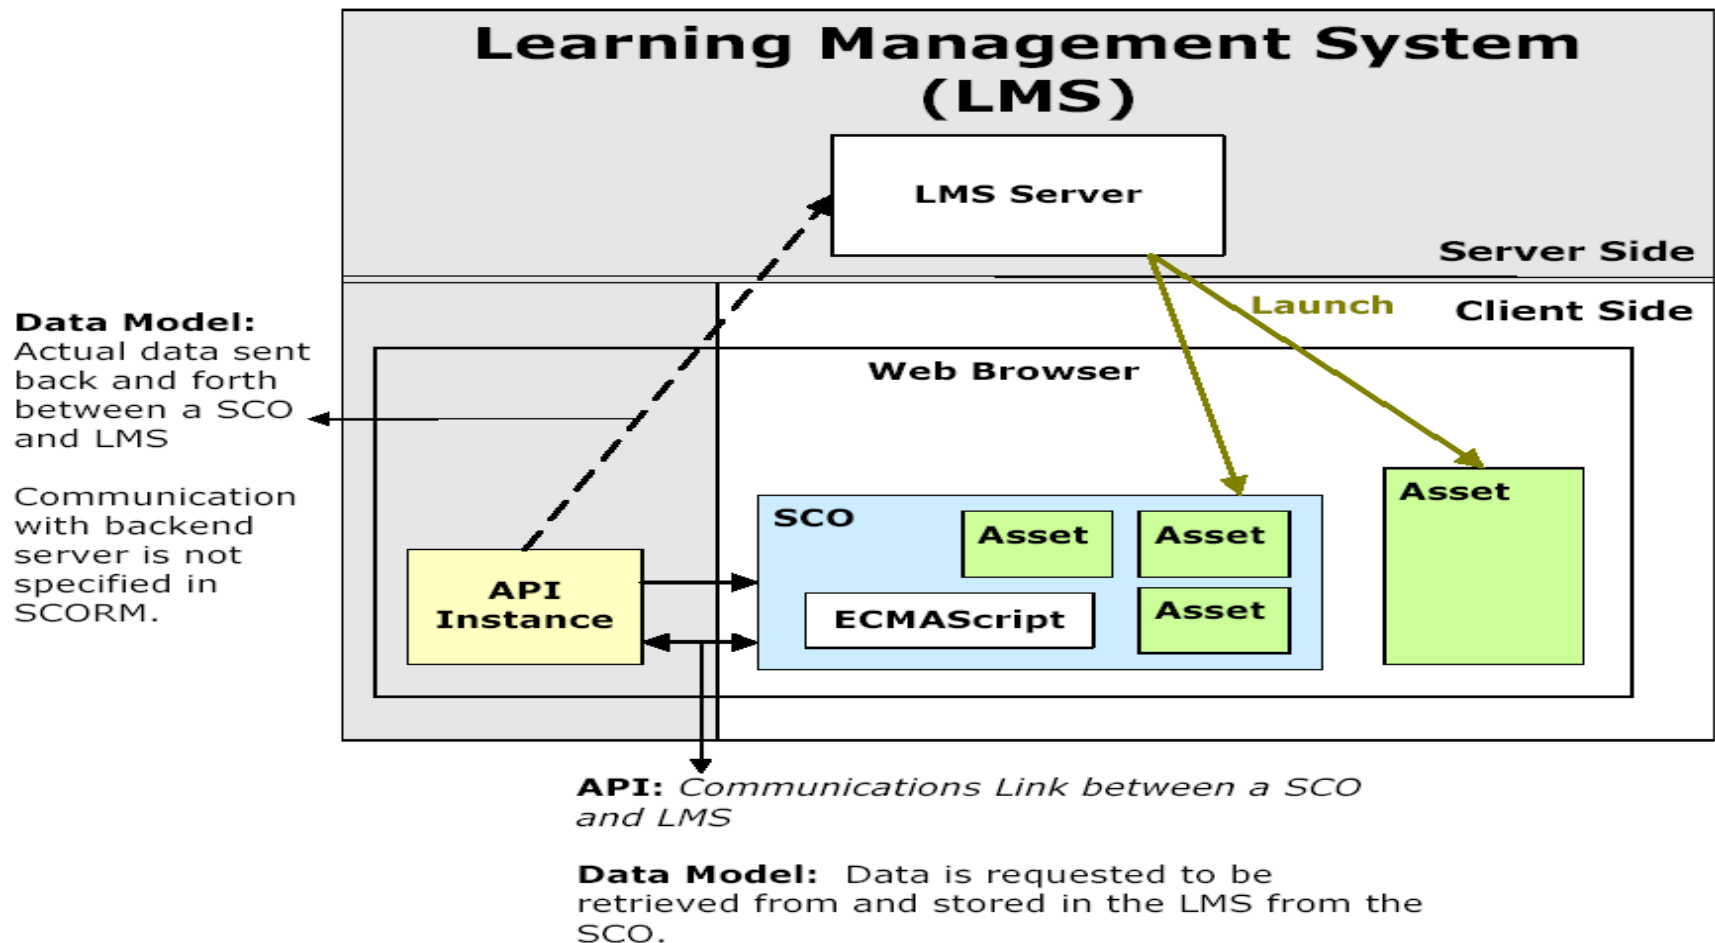 Learning Management System
(LMS)
LMS Server
Server Side
Launch
Client Side
Data Model:
Actual data sent
back and forth
between a SCO
and LMS
Communication
with backend
server is not
specified in
SCORM.
Web Browser
SCO
Asset
Asset
Asset
Asset
ECMAScript
API
Instance
API: Communications Link between a SCO
and LMS
Data Model: Data is requested to be
retrieved from and stored in the LMS from the
SCO.